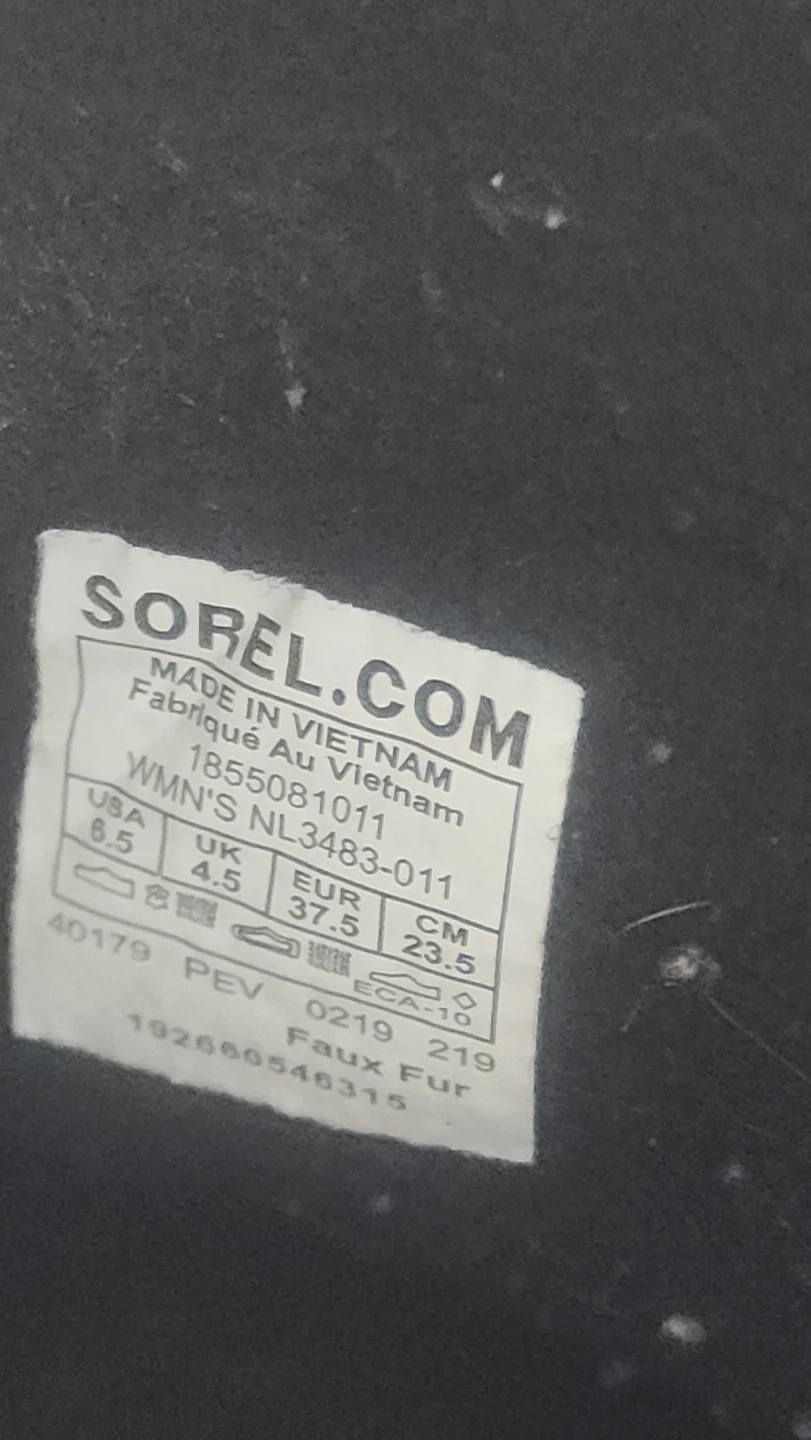 SOREL.COM
MADE IN VIETNAM
Fabriqué Au Vietnam
1855081011
WMN'S NL3483-011
USA UK EUR CM
6.5 4.5 37.5 23.5
ECA-10
40179 PEV 0219 219
Faux Fur
192660546315